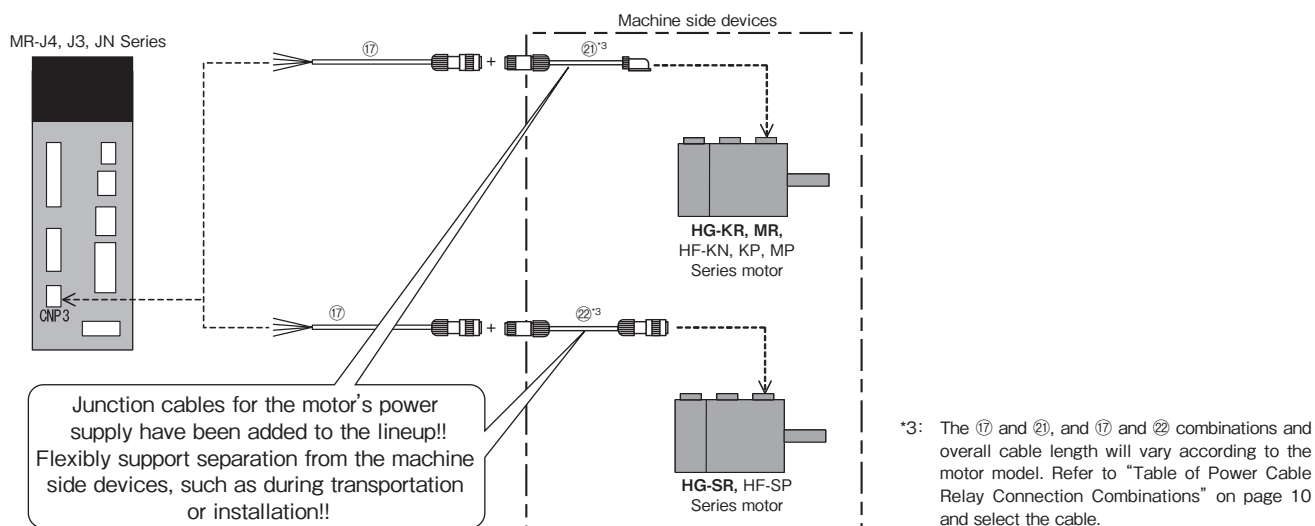 Machine side devices
MR-J4, J3, JN Series
⑰
+
㉑*3
HG-KR, MR,
HF-KN, KP, MP
Series motor
CNP3
⑰
+
㉒*3
Junction cables for the motor's power
supply have been added to the lineup!!
Flexibly support separation from the machine
side devices, such as during transportation
or installation!!
HG-SR, HF-SP
Series motor
*3: The ⑰ and ㉑, and ⑰ and ㉒ combinations and
overall cable length will vary according to the
motor model. Refer to “Table of Power Cable
Relay Connection Combinations” on page 10
and select the cable.